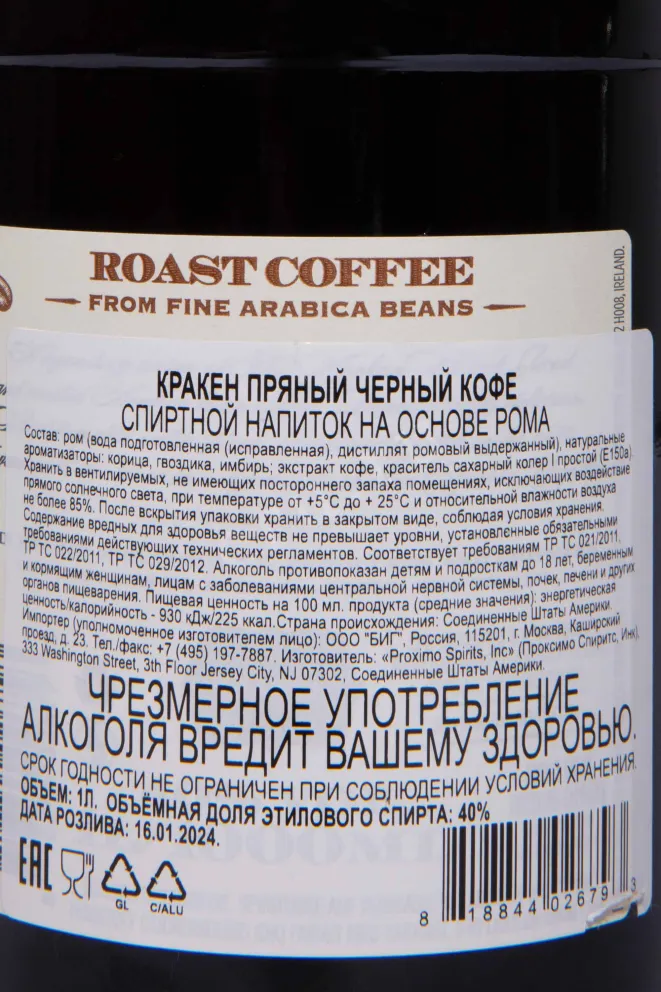 ROAST COFFEE
FROM FINE ARABICA BEANS
2 H008, IRELAND.
КРАКЕН ПРЯНЫЙ ЧЕРНЫЙ КОФЕ
СПИРТНОЙ НАПИТОК НА ОСНОВЕ РОМА
Состав: ром (вода подготовленная (исправленная), дистиллят ромовый выдержанный), натуральные
ароматизаторы: корица, гвоздика, имбирь; экстракт кофе, краситель сахарный колер I простой (Е150а).
Хранить в вентилируемых, не имеющих постороннего запаха помещениях, исключающих воздействие
прямого солнечного света, при температуре от +5°С до + 25°С и относительной влажности воздуха
не более 85%. После вскрытия упаковки хранить в закрытом виде, соблюдая условия хранения.
Содержание вредных для здоровья веществ не превышает уровни, установленные обязательными
требованиями действующих технических регламентов. Соответствует требованиям ТР ТС 021/2011,
ТР ТС 022/2011, ТР ТС 029/2012. Алкоголь противопоказан детям и подросткам до 18 лет, беременным
и кормящим женщинам, лицам с заболеваниями центральной нервной системы, почек, печени и других
органов пищеварения. Пищевая ценность на 100 мл. продукта (средние значения): энергетическая
ценность/калорийность - 930 кДж/225 ккал.Страна происхождения: Соединенные Штаты Америки.
Импортер (уполномоченное изготовителем лицо): ООО "БИГ", Россия, 115201, г. Москва, Каширский
проезд, д. 23. Тел./факс: +7 (495) 197-7887. Изготовитель: «Proximo Spirits, Inc» (Проксимо Спиритс, Инк),
333 Washington Street, 3th Floor Jersey City, NJ 07302, Соединенные Штаты Америки.
ЧРЕЗМЕРНОЕ УПОТРЕБЛЕНИЕ
АЛКОГОЛЯ ВРЕДИТ ВАШЕМУ ЗДОРОВЬЮ.
СРОК ГОДНОСТИ НЕ ОГРАНИЧЕН ПРИ СОБЛЮДЕНИИ УСЛОВИЙ ХРАНЕНИЯ.
ОБЪЕМ: 1Л. ОБЪЁМНАЯ ДОЛЯ ЭТИЛОВОГО СПИРТА: 40%
ДАТА РОЗЛИВА: 16.01.2024.
EAC
GL
C/ALU
8 18844 02679 3